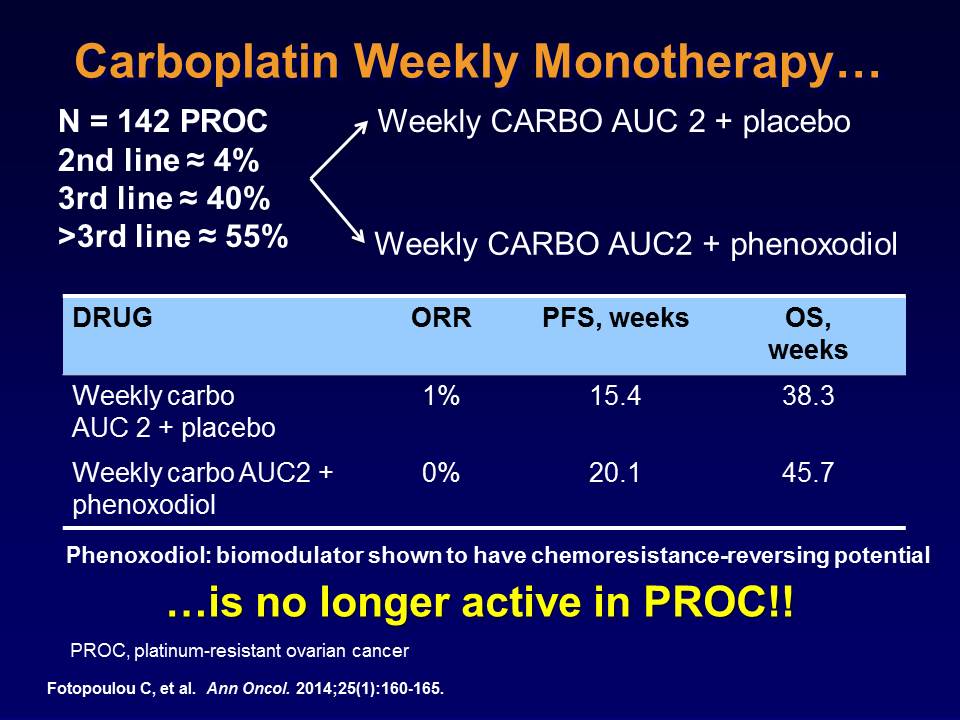 Carboplatin Weekly Monotherapy…
N = 142 PROC
2nd line ≈ 4%
3rd line ≈ 40%
>3rd line ≈ 55%
Weekly CARBO AUC 2 + placebo
Weekly CARBO AUC2 + phenoxodiol
DRUG ORR PFS, weeks OS,
weeks
Weekly carbo 1% 15.4 38.3
AUC 2 + placebo
Weekly carbo AUC2 + 0% 20.1 45.7
phenoxodiol
Phenoxodiol: biomodulator shown to have chemoresistance-reversing potential
…is no longer active in PROC!!
PROC, platinum-resistant ovarian cancer
Fotopoulou C, et al. Ann Oncol. 2014;25(1):160-165.